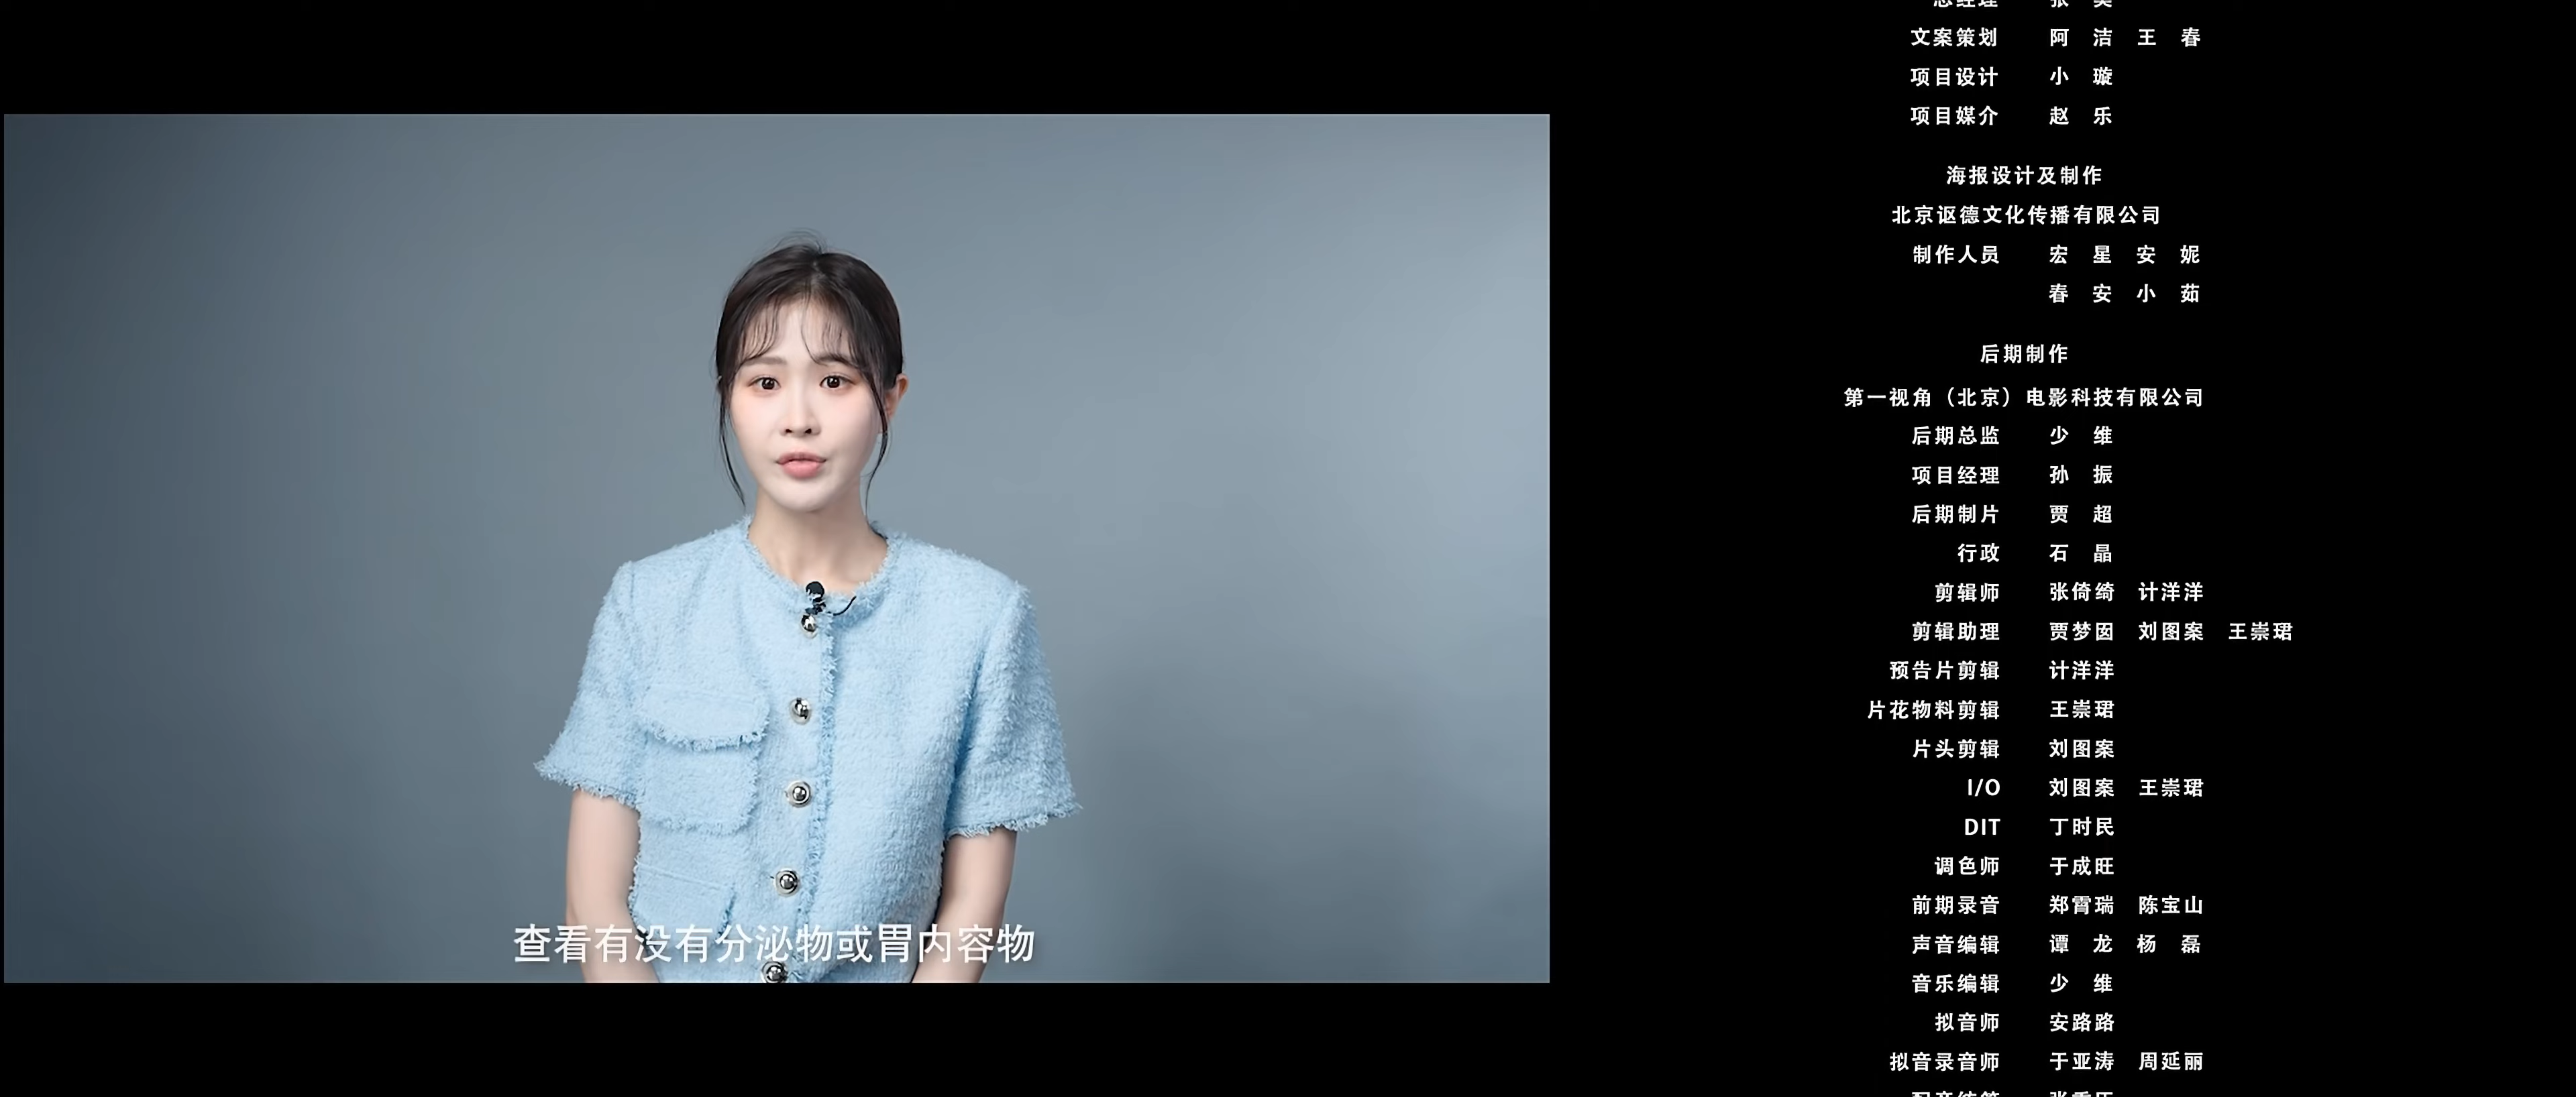 查看有没有分泌物或胃内容物
文案策划 阿 洁 王 春
项目设计 小 璇
项目媒介 赵 乐
海报设计及制作
北京讴德文化传播有限公司
制作人员 宏 星 安 妮
春 安 小 茹
后期制作
第一视角（北京）电影科技有限公司
后期总监 少 维
项目经理 孙 振
后期制片 贾 超
行政 石 晶
剪辑师 张倚绮 计洋洋
剪辑助理 贾梦囡 刘图案 王崇珺
预告片剪辑 计洋洋
片花物料剪辑 王崇珺
片头剪辑 刘图案
I/O 刘图案 王崇珺
DIT 丁时民
调色师 于成旺
前期录音 郑霄瑞 陈宝山
声音编辑 谭 龙 杨 磊
音乐编辑 少 维
拟音师 安路路
拟音录音师 于亚涛 周延丽